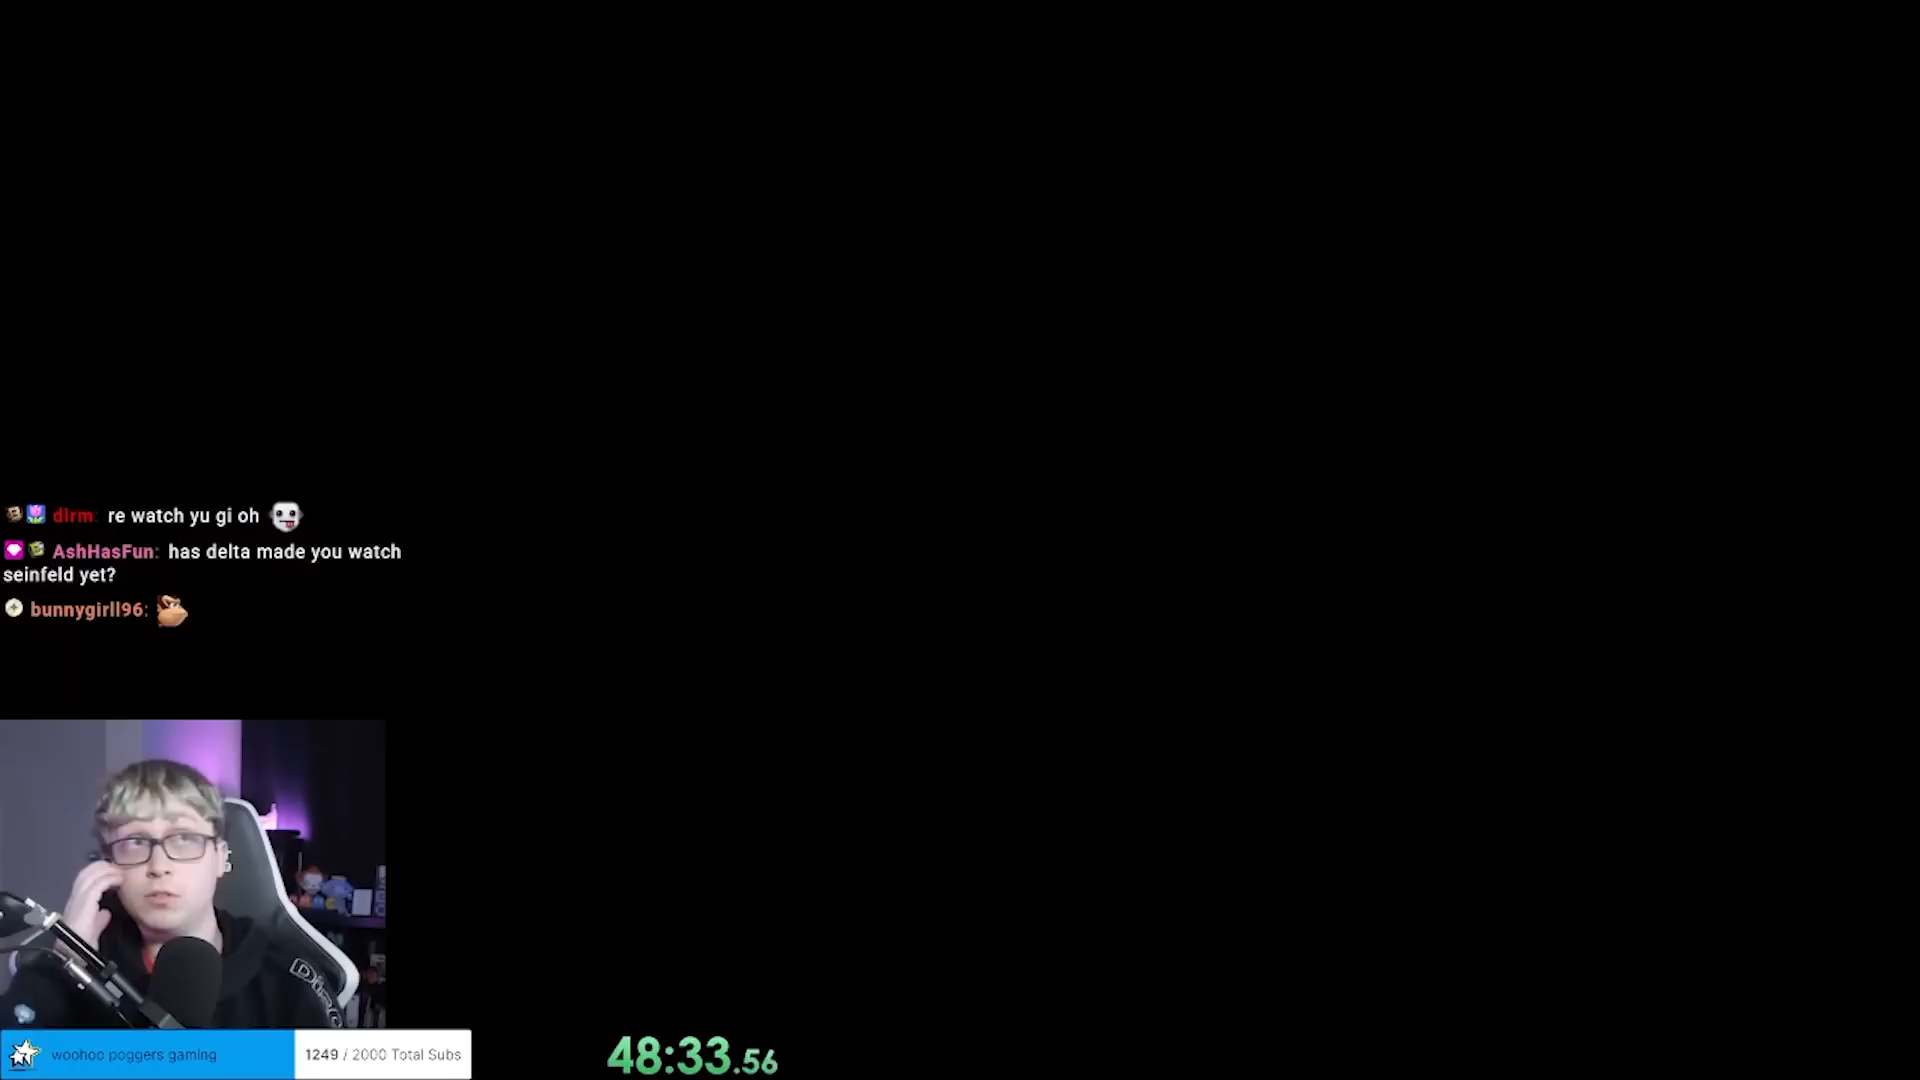 dlrm: re watch yu gi oh
AshHasFun: has delta made you watch
seinfeld yet?
bunnygirll96:
woohoo poggers gaming
1249 / 2000 Total Subs
48:33.56